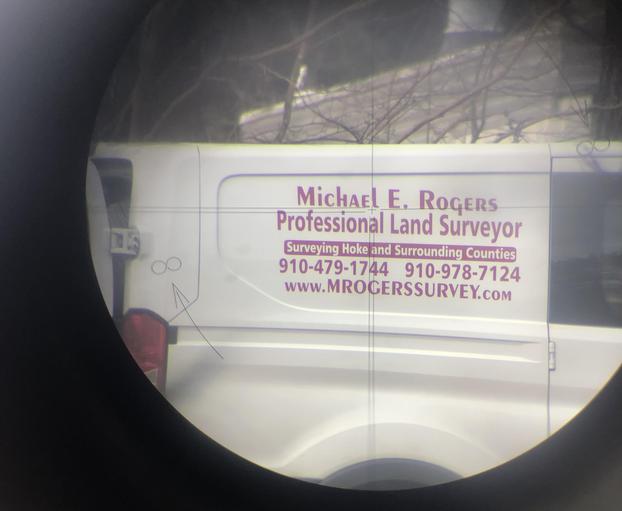 Michael E. Rogers
Professional Land Surveyor
Surveying Hoke and Surrounding Counties
910-479-1744 910-978-7124
www.MROGERSSURVEY.com